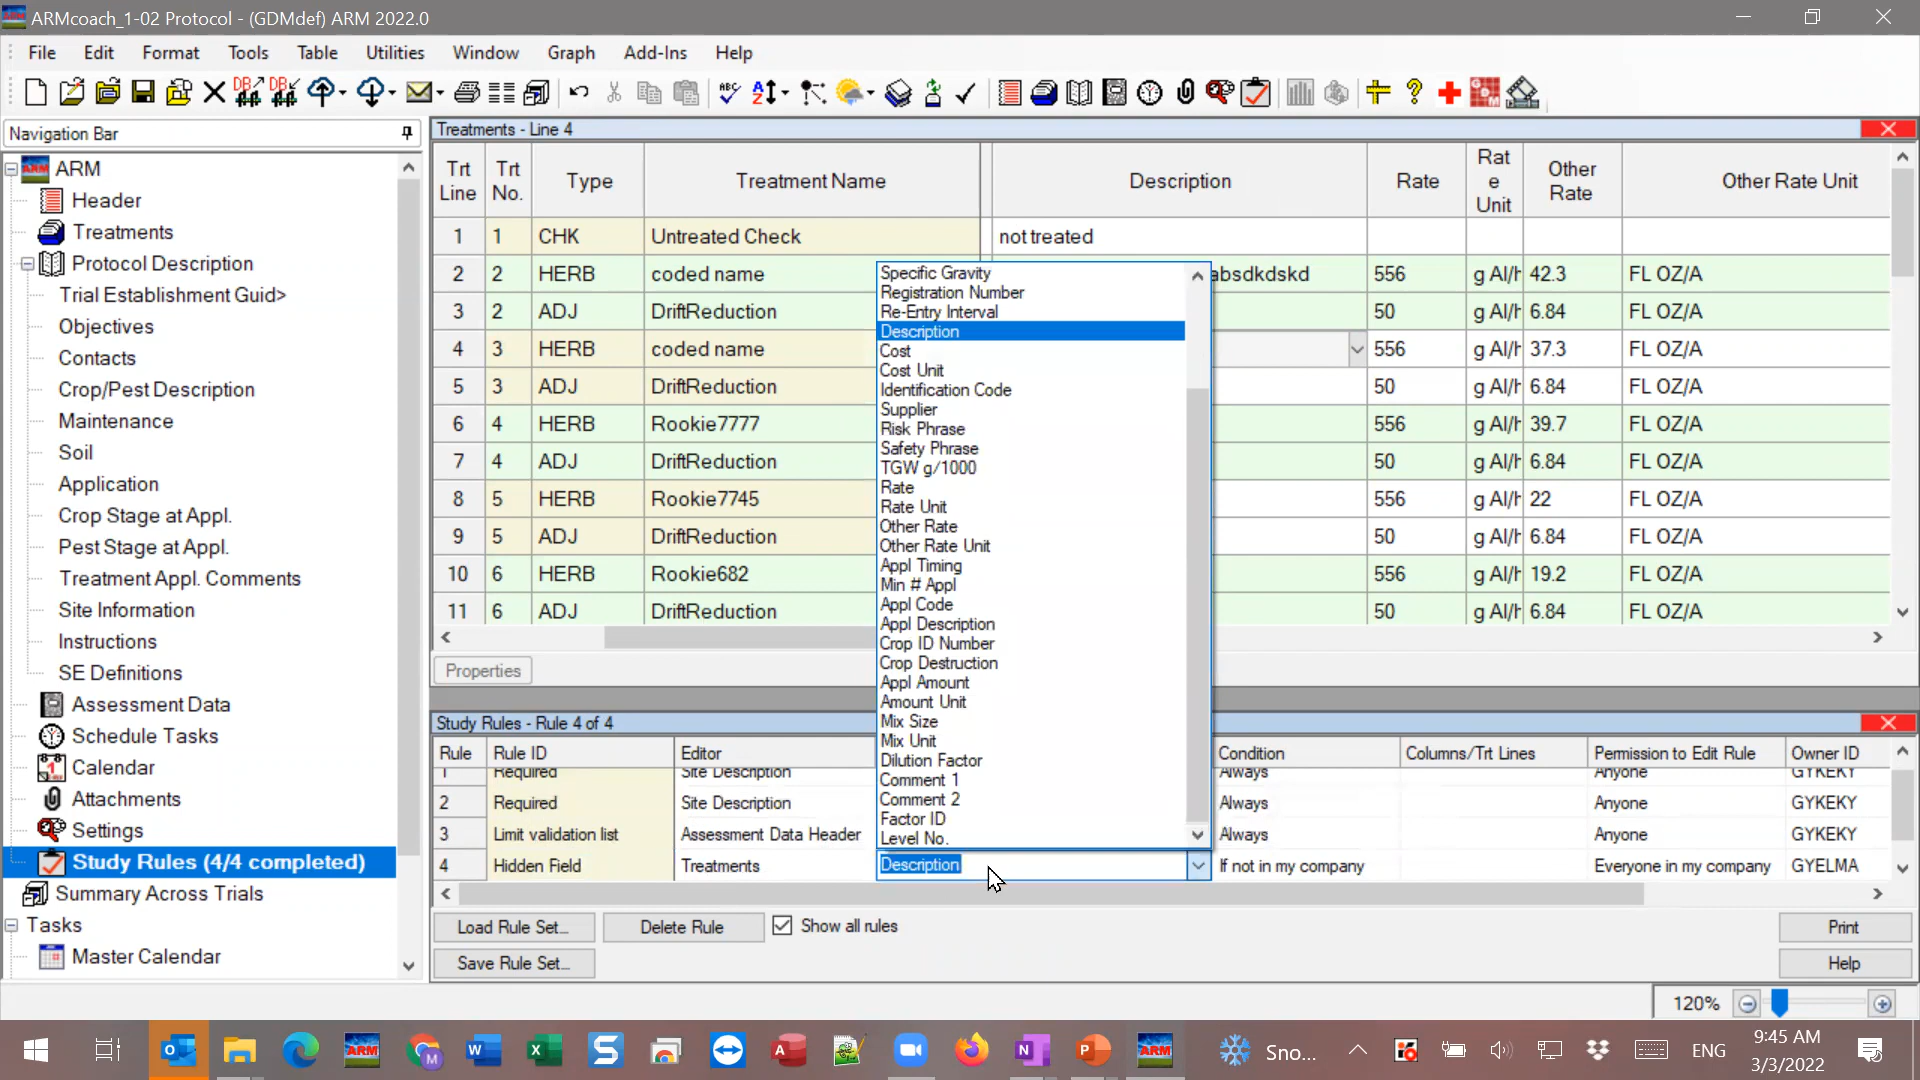 ARMcoach_1-02 Protocol - (GDMdef) ARM 2022.0
File Edit Format Tools Table Utilities Window Graph Add-Ins Help
Navigation Bar
ARM
Header
Treatments
Protocol Description
Trial Establishment Guid>
Objectives
Contacts
Crop/Pest Description
Maintenance
Soil
Application
Crop Stage at Appl.
Pest Stage at Appl.
Treatment Appl. Comments
Site Information
Instructions
SE Definitions
Assessment Data
Schedule Tasks
Calendar
Attachments
Settings
Study Rules (4/4 completed)
Summary Across Trials
Tasks
Master Calendar
Treatments - Line 4
Trt Line Trt No. Type Treatment Name Description Rate Rat e Unit Other Rate Other Rate Unit
1 1 CHK Untreated Check not treated
2 2 HERB coded name absdkdskd 556 g AI/h 42.3 FL OZ/A
3 2 ADJ DriftReduction 50 g AI/h 6.84 FL OZ/A
4 3 HERB coded name 556 g AI/h 37.3 FL OZ/A
5 3 ADJ DriftReduction 50 g AI/h 6.84 FL OZ/A
6 4 HERB Rookie7777 556 g AI/h 39.7 FL OZ/A
7 4 ADJ DriftReduction 50 g AI/h 6.84 FL OZ/A
8 5 HERB Rookie7745 556 g AI/h 22 FL OZ/A
9 5 ADJ DriftReduction 50 g AI/h 6.84 FL OZ/A
10 6 HERB Rookie682 556 g AI/h 19.2 FL OZ/A
11 6 ADJ DriftReduction 50 g AI/h 6.84 FL OZ/A
Properties
Specific Gravity
Registration Number
Re-Entry Interval
Description
Cost
Cost Unit
Identification Code
Supplier
Risk Phrase
Safety Phrase
TGW g/1000
Rate
Rate Unit
Other Rate
Other Rate Unit
Appl Timing
Min # Appl
Appl Code
Appl Description
Crop ID Number
Crop Destruction
Appl Amount
Amount Unit
Mix Size
Mix Unit
Dilution Factor
Comment 1
Comment 2
Factor ID
Level No.
Study Rules - Rule 4 of 4
Rule Rule ID Editor Condition Columns/Trt Lines Permission to Edit Rule Owner ID
1 Required Site Description Always Anyone GYKEKY
2 Required Site Description Always Anyone GYKEKY
3 Limit validation list Assessment Data Header Always Anyone GYKEKY
4 Hidden Field Treatments Description If not in my company Everyone in my company GYELMA
Load Rule Set... Delete Rule Show all rules Print
Save Rule Set... Help
120%
Sno... ENG 9:45 AM
3/3/2022